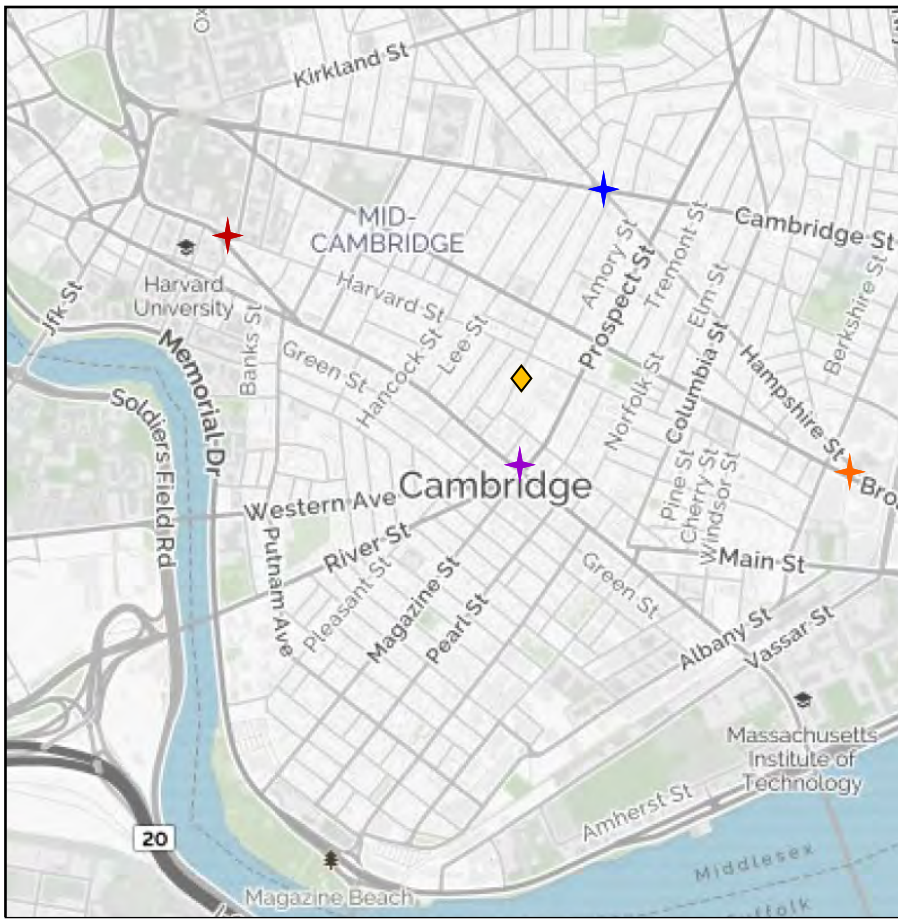 Ox
Kirkland St
MID-
CAMBRIDGE
Cambridge St
Harvard
University
Harvard St
Amory St
Prospect St
Tremont St
Elm St
Berkshire St
Jfk St
Banks St
Memorial Dr
Green St
Hancock St
Lee St
Hampshire St
Columbia St
Norfolk St
Soldiers Field Rd
Cambridge
Western Ave
River St
Pine St
Cherry St
Windsor St
Main St
Putnam Ave
Pleasant St
Magazine St
Pearl St
Green St
Albany St
Vassar St
Massachusetts
Institute of
Technology
Amherst St
20
Middlesex
Magazine Beach